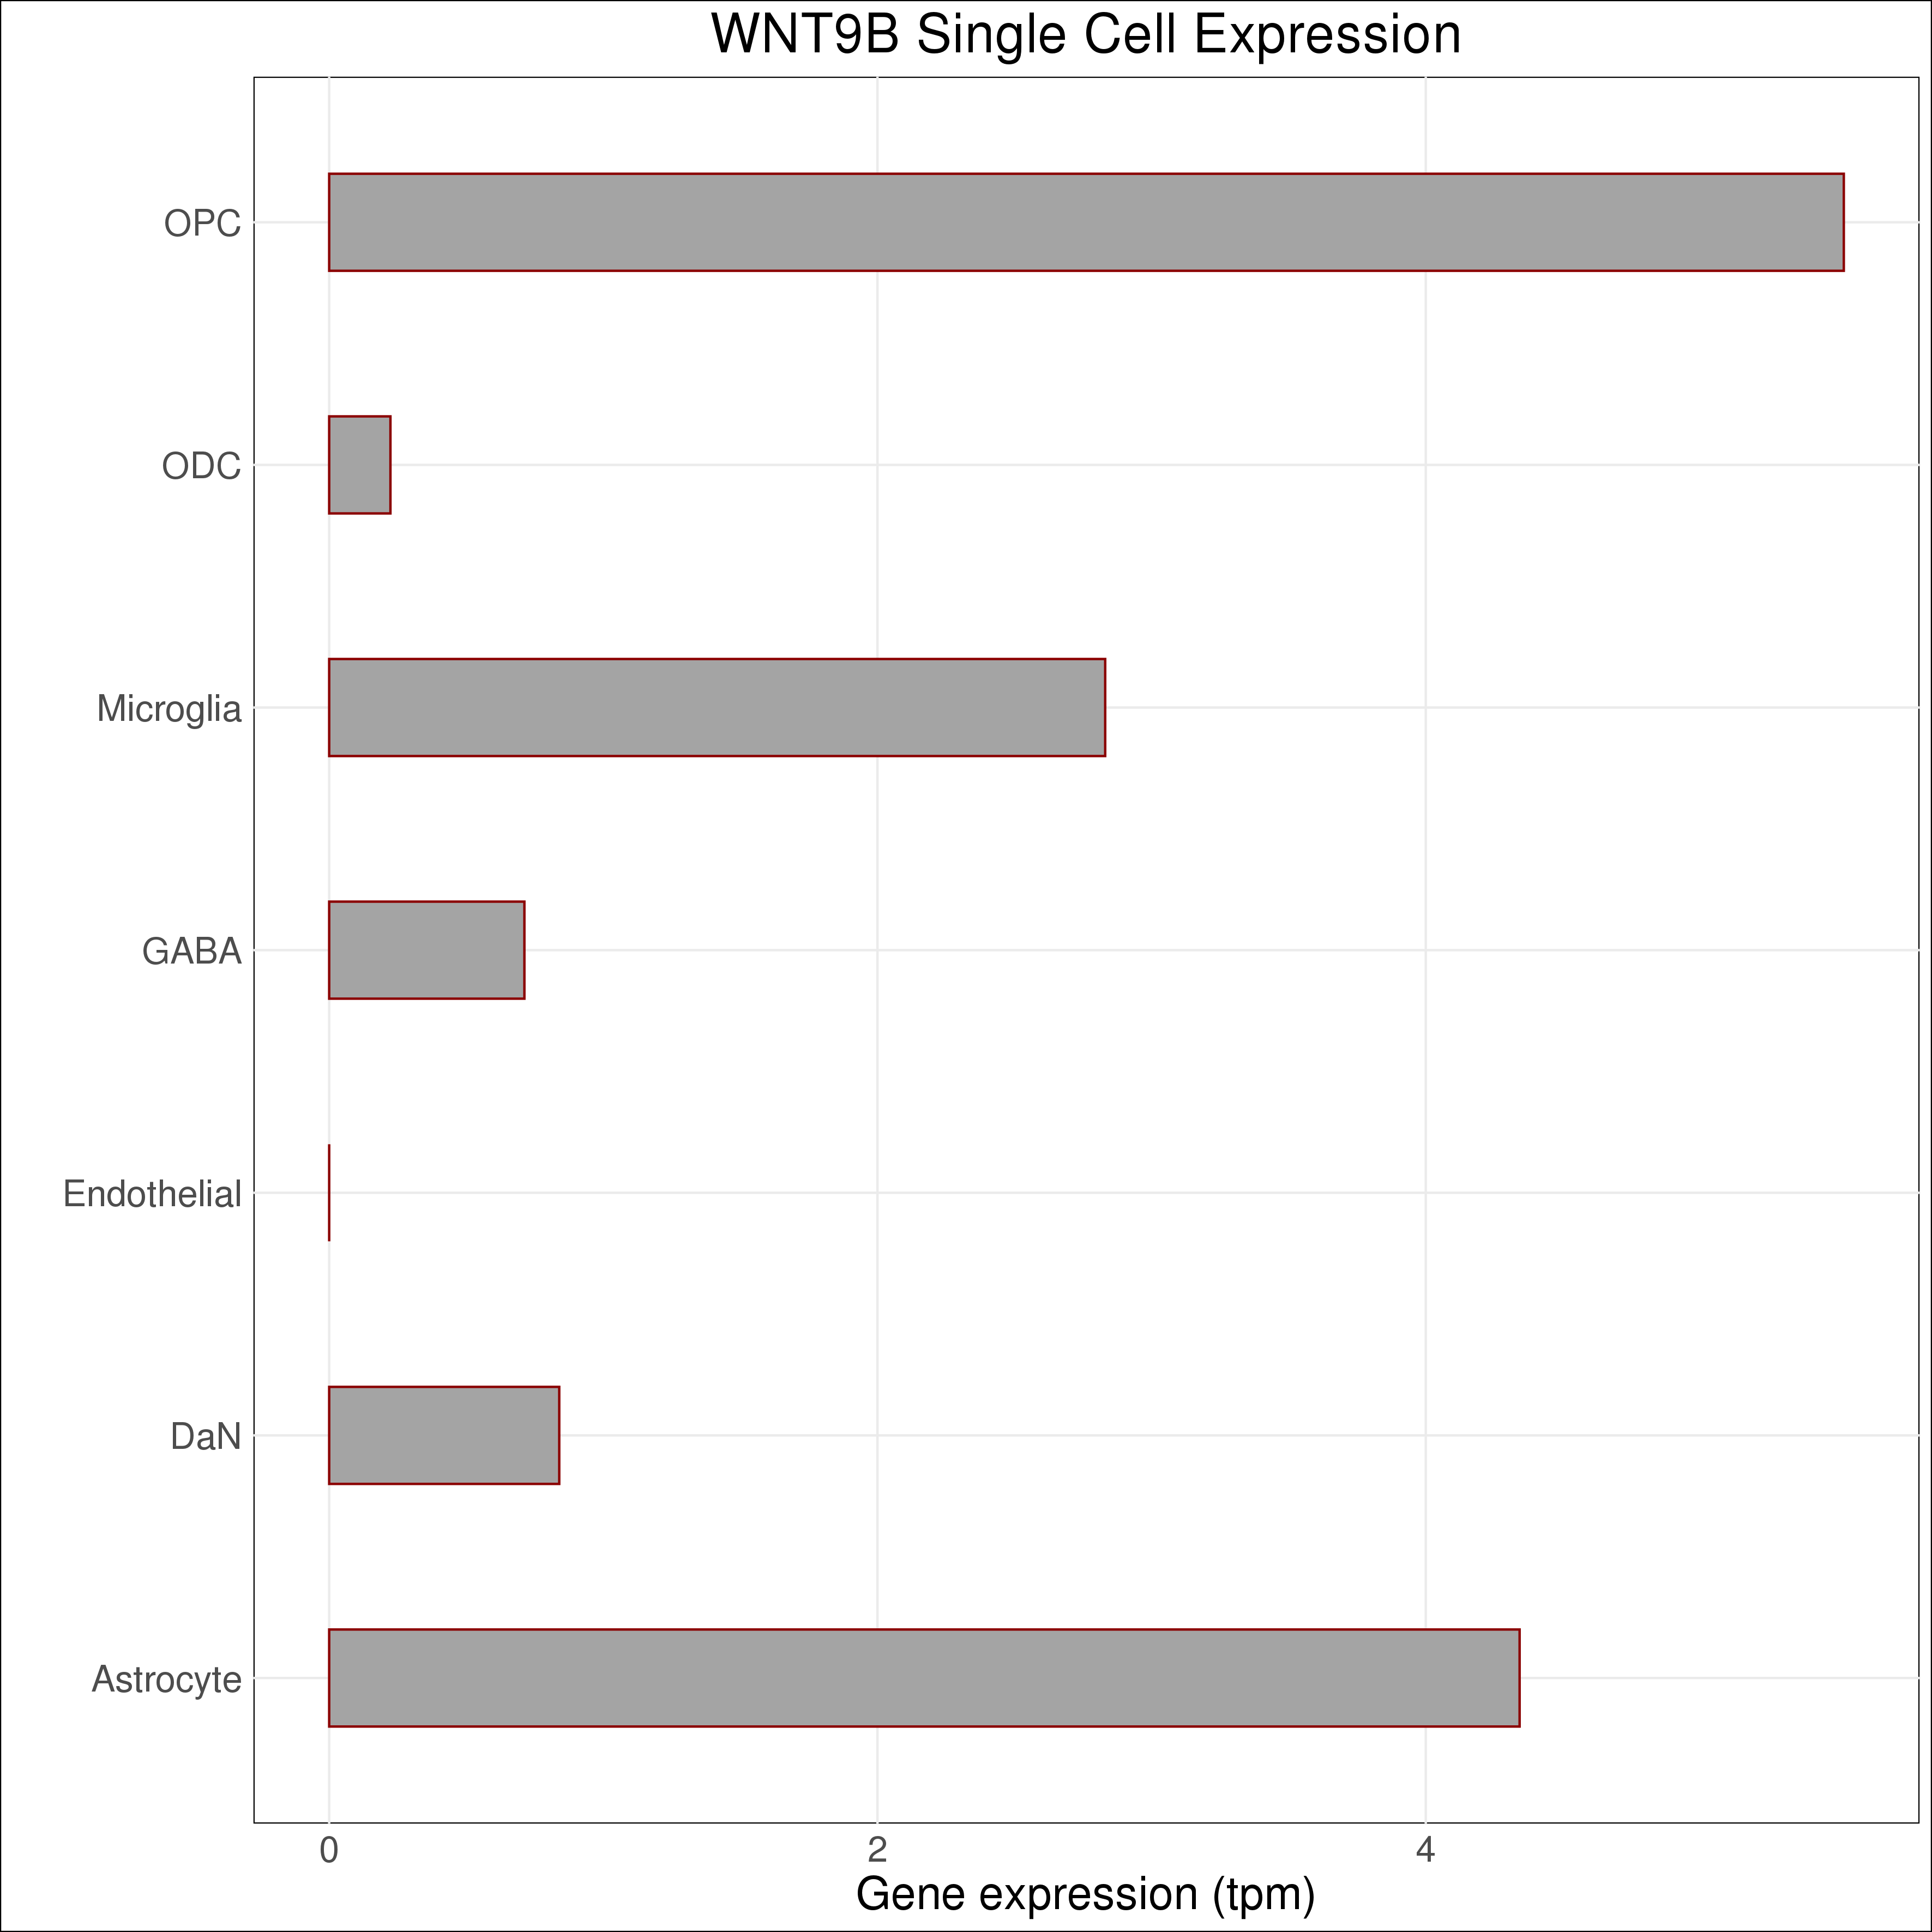 WNT9B Single Cell Expression
OPC
ODC
Microglia
GABA
Endothelial
DaN
Astrocyte
0 2 4
Gene expression (tpm)